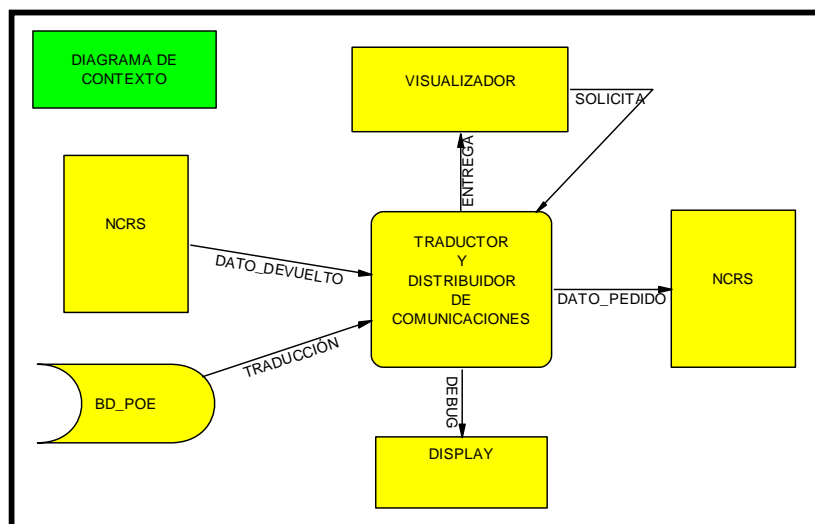 DIAGRAMA DE
CONTEXTO
VISUALIZADOR
SOLICITA
ENTREGA
NCRS
DATO_DEVUELTO
TRADUCTOR
Y
DISTRIBUIDOR
DE
COMUNICACIONES
DATO_PEDIDO
NCRS
BD_POE
TRADUCCIÓN
DEBUG
DISPLAY